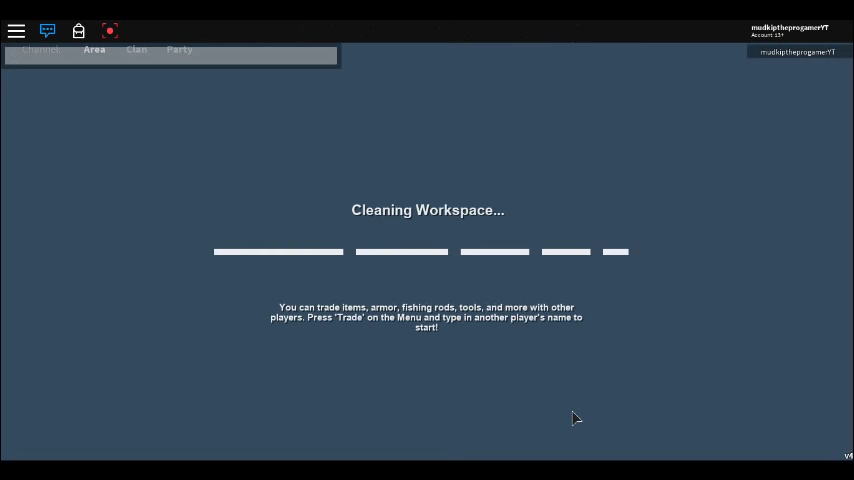 mudkiptheprogamerYT
Account: 13+
Channel: Area Clan Party
mudkiptheprogamerYT
Cleaning Workspace...
You can trade items, armor, fishing rods, tools, and more with other
players. Press 'Trade' on the Menu and type in another player's name to
start!
v4